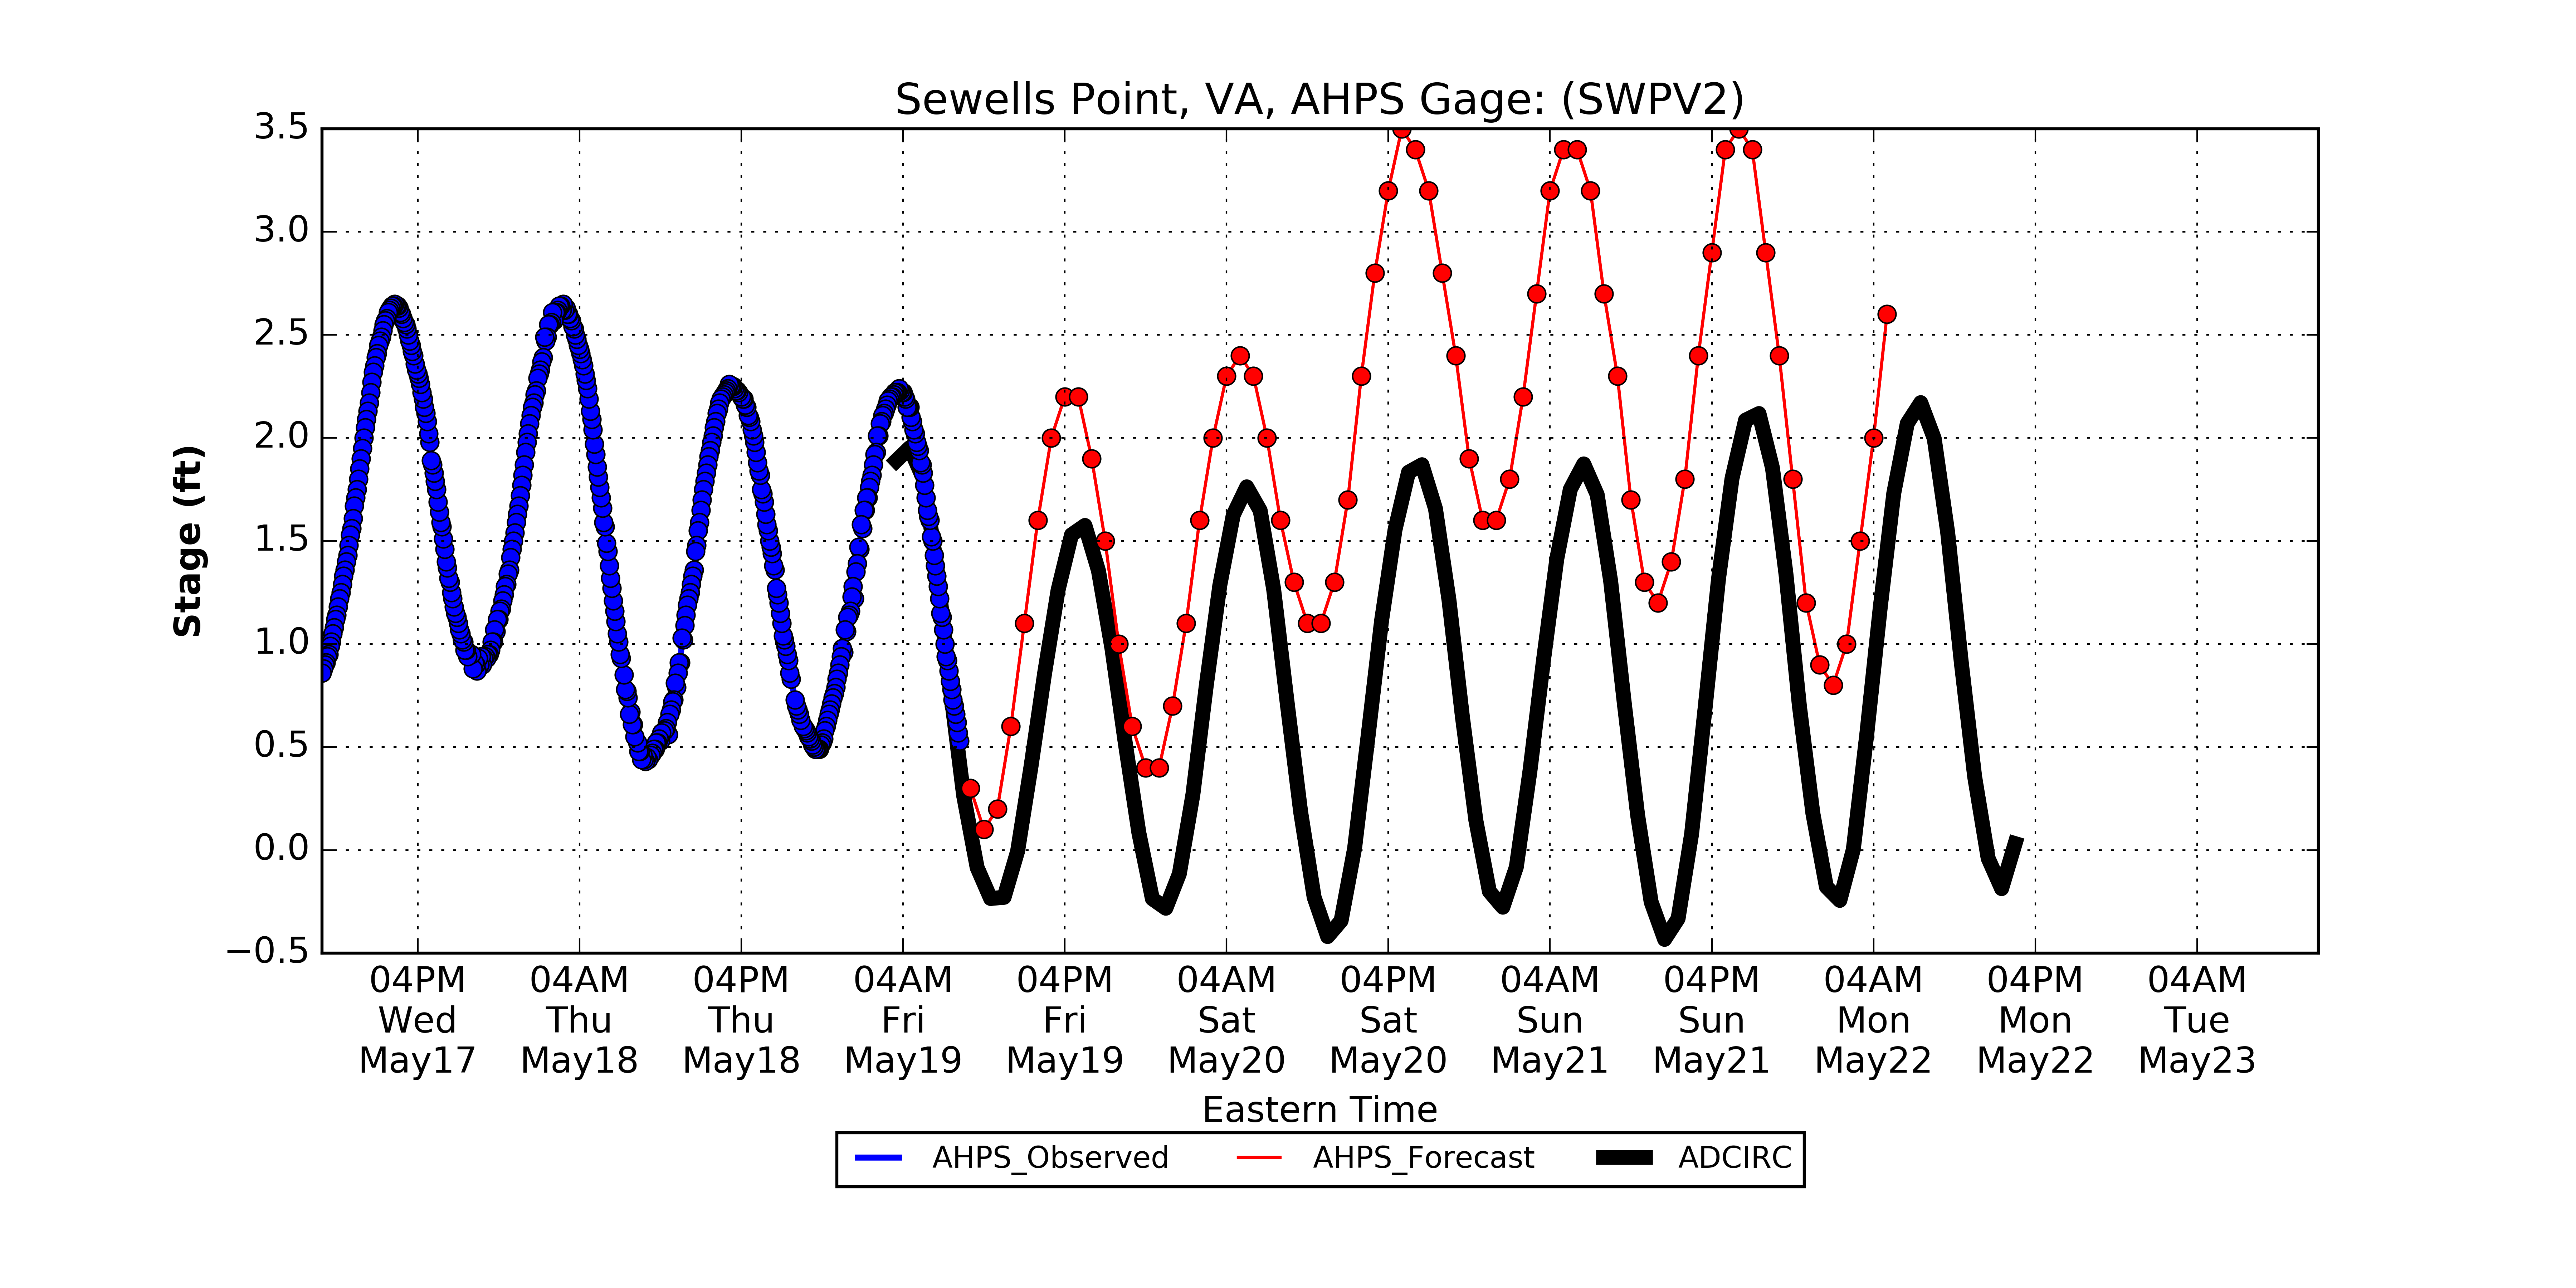 Sewells Point, VA, AHPS Gage: (SWPV2)
3.5
3.0
2.5
2.0
1.5
1.0
0.5
0.0
−0.5
Stage (ft)
04PM 04AM 04PM 04AM 04PM 04AM 04PM 04AM 04PM 04AM 04PM 04AM
Wed Thu Thu Fri Fri Sat Sat Sun Sun Mon Mon Tue
May17 May18 May18 May19 May19 May20 May20 May21 May21 May22 May22 May23
Eastern Time
AHPS_Observed AHPS_Forecast ADCIRC